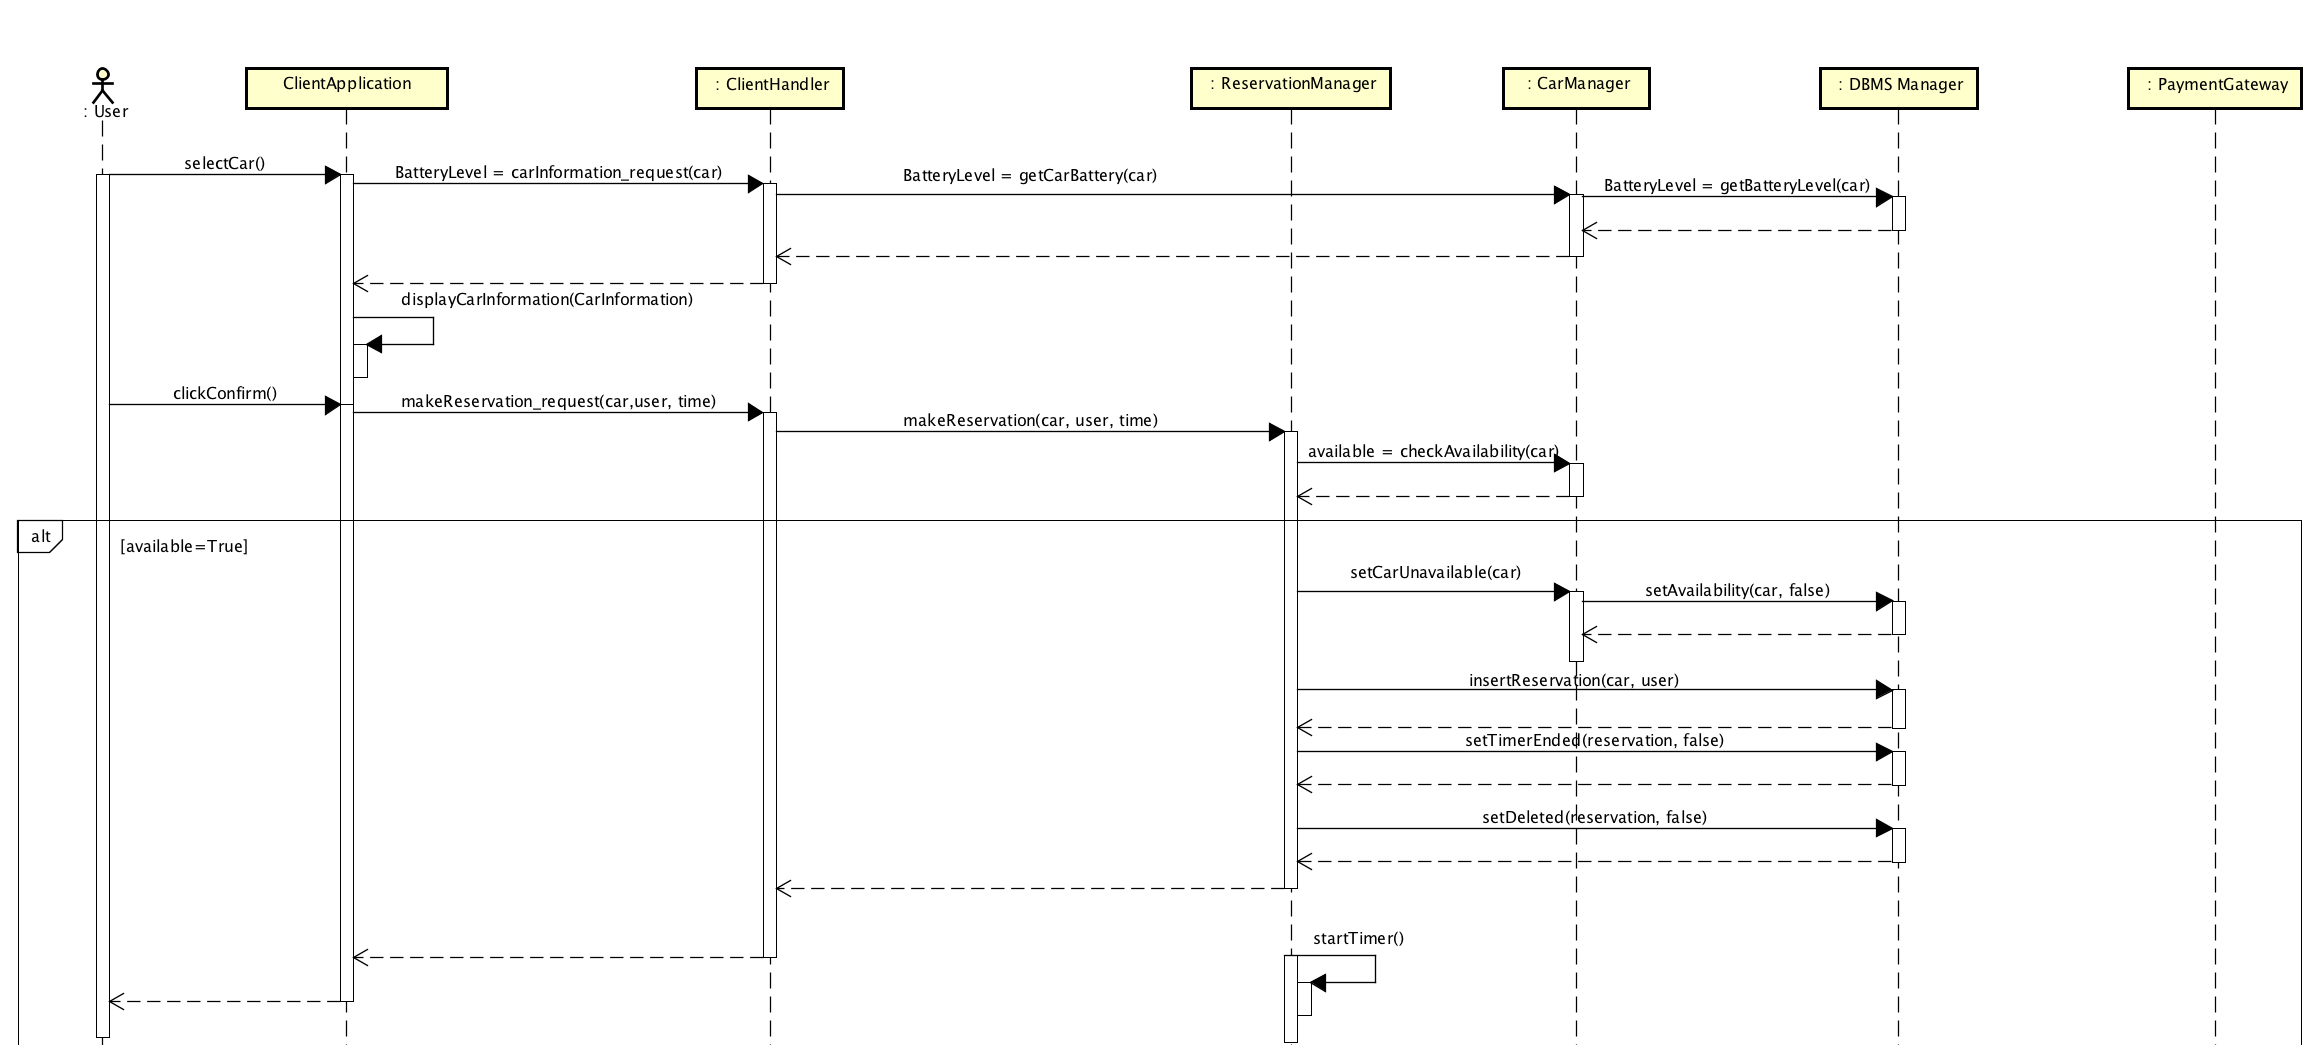 : User
ClientApplication
: ClientHandler
: ReservationManager
: CarManager
: DBMS Manager
: PaymentGateway
selectCar()
BatteryLevel = carInformation_request(car)
BatteryLevel = getCarBattery(car)
BatteryLevel = getBatteryLevel(car)
displayCarInformation(CarInformation)
clickConfirm()
makeReservation_request(car,user, time)
makeReservation(car, user, time)
available = checkAvailability(car)
alt
[available=True]
setCarUnavailable(car)
setAvailability(car, false)
insertReservation(car, user)
setTimerEnded(reservation, false)
setDeleted(reservation, false)
startTimer()